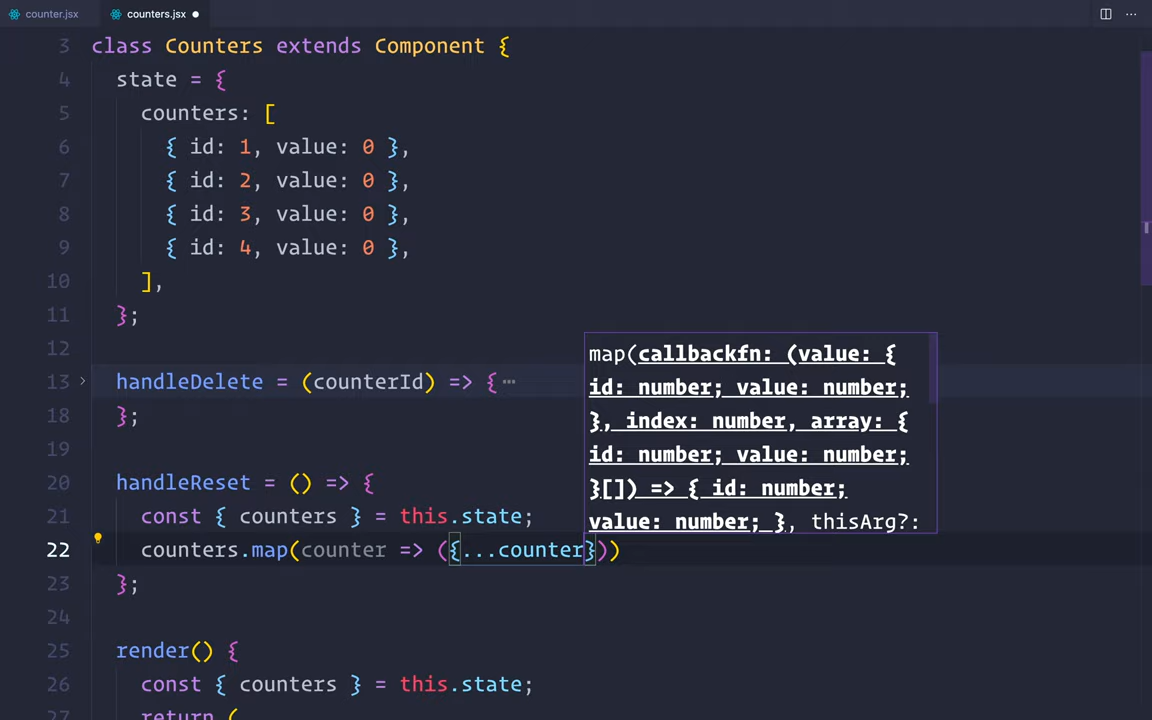 counter.jsx counters.jsx ● ···
3 class Counters extends Component {
4 state = {
5 counters: [
6 { id: 1, value: 0 },
7 { id: 2, value: 0 },
8 { id: 3, value: 0 },
9 { id: 4, value: 0 },
10 ],
11 };
12
13 > handleDelete = (counterId) => { ···
18 };
19
20 handleReset = () => {
21 const { counters } = this.state;
22 counters.map(counter => ({...counter}))
23 };
24
25 render() {
26 const { counters } = this.state;
27 return (
map(callbackfn: (value: {
id: number; value: number;
}, index: number, array: {
id: number; value: number;
}[]) => { id: number;
value: number; }, thisArg?: